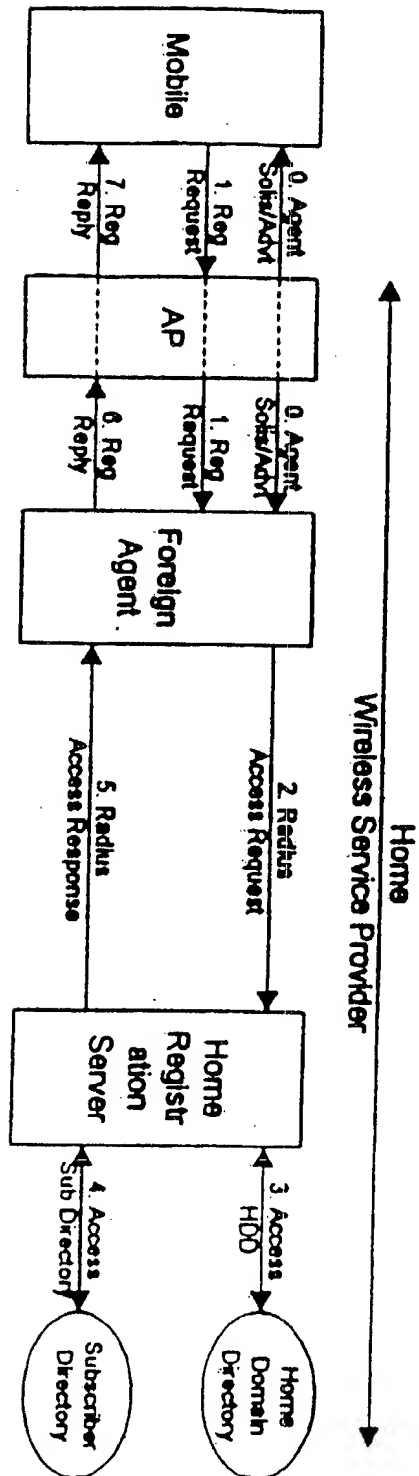 Home
Wireless Service Provider
Mobile
0. Agent
Solis/Advt
1. Reg
Request
7. Reg
Reply
AP
0. Agent
Solis/Advt
1. Reg
Request
6. Reg
Reply
Foreign
Agent
2. Radius
Access Request
5. Radius
Access Response
Home
Registr
ation
Server
3. Access
HDD
4. Access
Sub Directory
Home
Domain
Directory
Subscriber
Directory